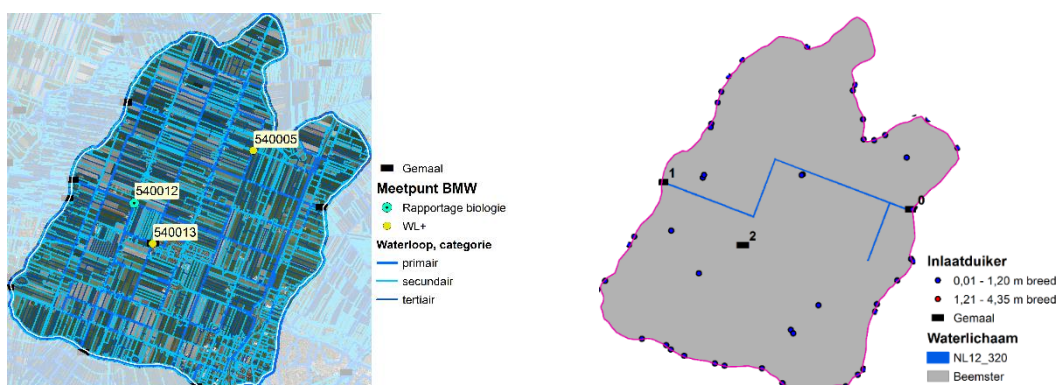 540005
540012
540013
Gemaal
Meetpunt BMW
Rapportage biologie
WL+
Waterloop, categorie
primair
secundair
tertiair
1
0
2
Inlaatduiker
0,01 - 1,20 m breed
1,21 - 4,35 m breed
Gemaal
Waterlichaam
NL12_320
Beemster